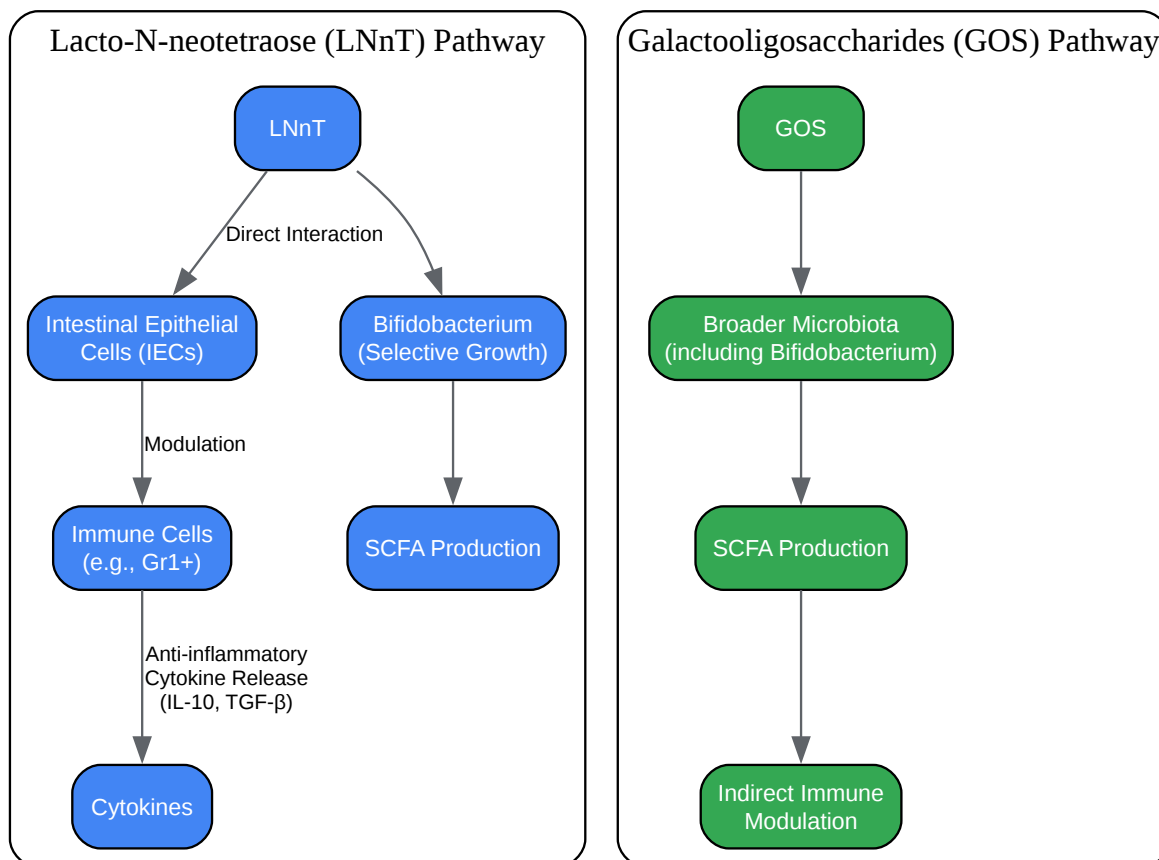 Lacto-N-neotetraose (LNnT) Pathway
LNnT
Direct Interaction
Intestinal Epithelial
Cells (IECs)
Bifidobacterium
(Selective Growth)
Modulation
Immune Cells
(e.g., Gr1+)
SCFA Production
Anti-inflammatory
Cytokine Release
(IL-10, TGF-β)
Cytokines
Galactooligosaccharides (GOS) Pathway
GOS
Broader Microbiota
(including Bifidobacterium)
SCFA Production
Indirect Immune
Modulation